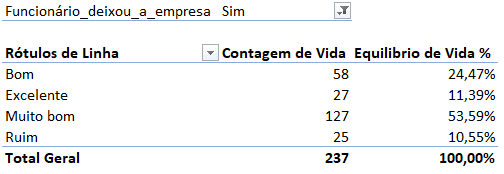 Funcionário_deixou_a_empresa Sim
Rótulos de Linha Contagem de Vida Equilibrio de Vida %
Bom 58 24,47%
Excelente 27 11,39%
Muito bom 127 53,59%
Ruim 25 10,55%
Total Geral 237 100,00%